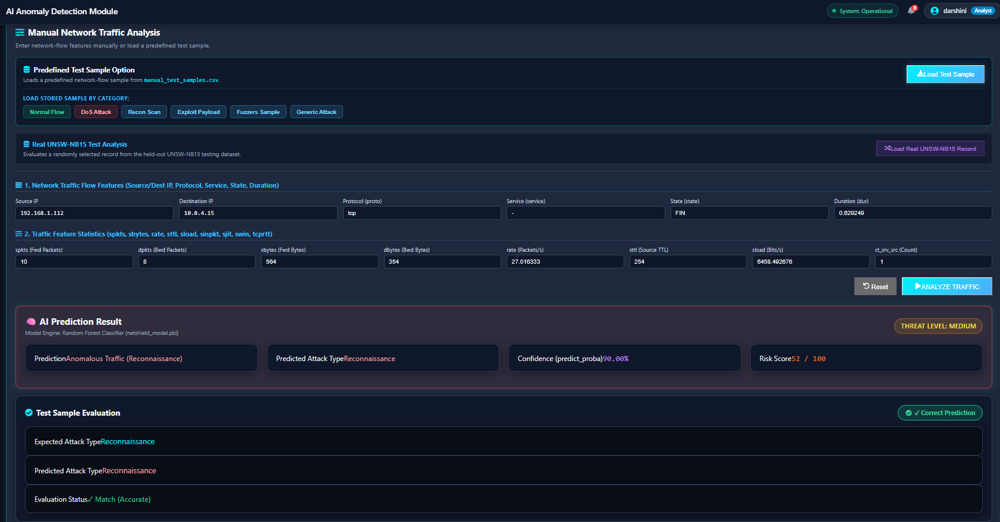 AI Anomaly Detection Module
System: Operational
3
darshini
Analyst
Manual Network Traffic Analysis
Enter network-flow features manually or load a predefined test sample.
Predefined Test Sample Option
Loads a predefined network-flow sample from manual_test_samples.csv.
Load Test Sample
LOAD STORED SAMPLE BY CATEGORY:
Normal Flow
DoS Attack
Recon Scan
Exploit Payload
Fuzzers Sample
Generic Attack
Real UNSW-NB15 Test Analysis
Evaluates a randomly selected record from the held-out UNSW-NB15 testing dataset.
Load Real UNSW-NB15 Record
1. Network Traffic Flow Features (Source/Dest IP, Protocol, Service, State, Duration)
Source IP
192.168.1.112
Destination IP
10.0.4.15
Protocol (proto)
tcp
Service (service)
-
State (state)
FIN
Duration (dur)
0.629249
2. Traffic Feature Statistics (spkts, sbytes, rate, sttl, sload, sinpkt, sjit, swin, tcprtt)
spkts (Fwd Packets)
10
dpkts (Bwd Packets)
8
sbytes (Fwd Bytes)
564
dbytes (Bwd Bytes)
354
rate (Packets/s)
27.016333
sttl (Source TTL)
254
sload (Bits/s)
6458.492676
ct_srv_src (Count)
1
Reset
ANALYZE TRAFFIC
AI Prediction Result
Model Engine: Random Forest Classifier (netshield_model.pkl)
THREAT LEVEL: MEDIUM
PredictionAnomalous Traffic (Reconnaissance)
Predicted Attack TypeReconnaissance
Confidence (predict_proba)90.00%
Risk Score52 / 100
Test Sample Evaluation
✓ Correct Prediction
Expected Attack TypeReconnaissance
Predicted Attack TypeReconnaissance
Evaluation Status✓ Match (Accurate)